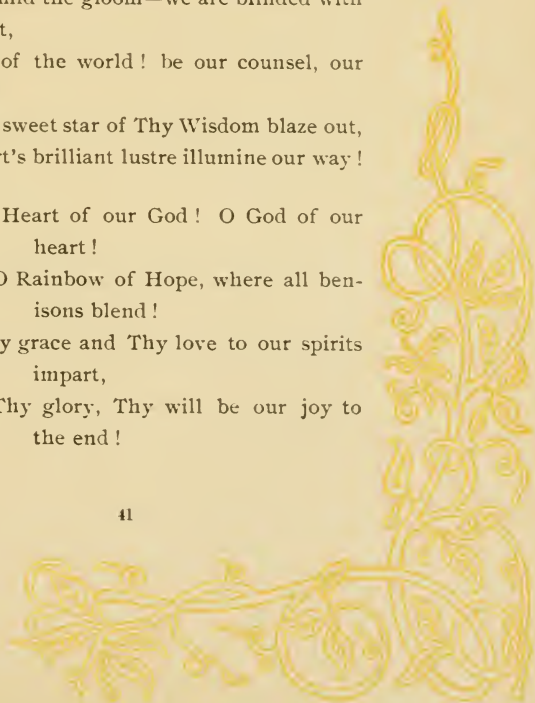 the gloom—we are blinded with
t,
of the world ! be our counsel, our
sweet star of Thy Wisdom blaze out,
t's brilliant lustre illumine our way !
Heart of our God ! O God of our
heart !
O Rainbow of Hope, where all ben-
isons blend !
y grace and Thy love to our spirits
impart,
Thy glory, Thy will be our joy to
the end !
41